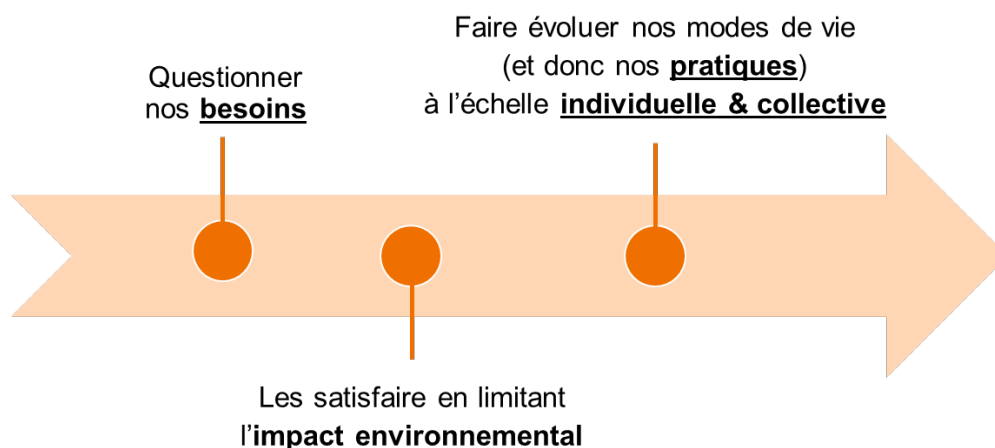 Questionner
nos besoins
Les satisfaire en limitant
l'impact environnemental
Faire évoluer nos modes de vie
(et donc nos pratiques)
à l'échelle individuelle & collective